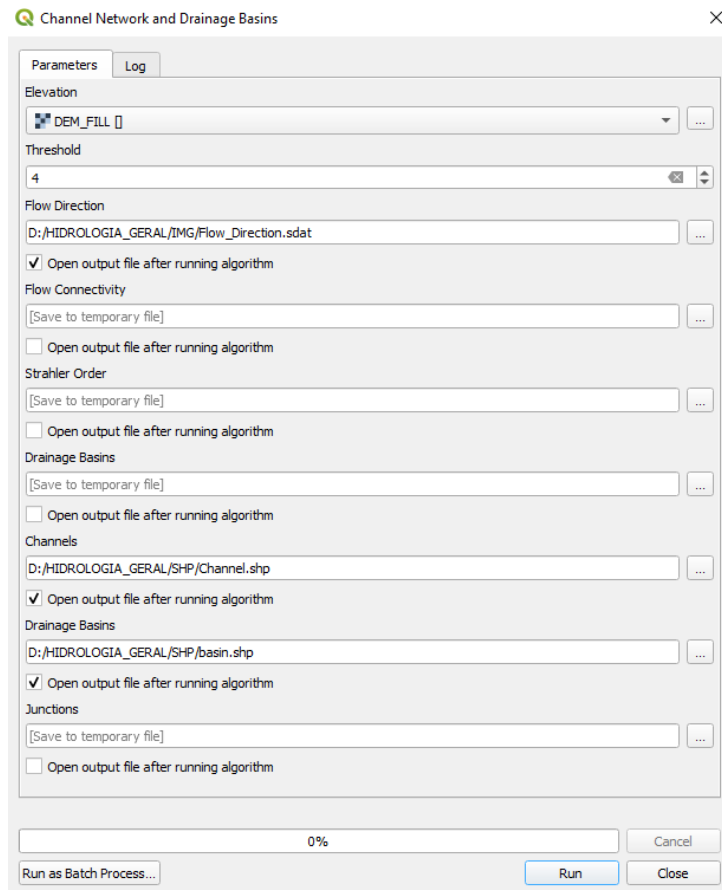 Channel Network and Drainage Basins
Parameters
Log
Elevation
DEM_FILL []
...
Threshold
4
Flow Direction
D:/HIDROLOGIA_GERAL/IMG/Flow_Direction.sdat
...
Open output file after running algorithm
Flow Connectivity
[Save to temporary file]
...
Open output file after running algorithm
Strahler Order
[Save to temporary file]
...
Open output file after running algorithm
Drainage Basins
[Save to temporary file]
...
Open output file after running algorithm
Channels
D:/HIDROLOGIA_GERAL/SHP/Channel.shp
...
Open output file after running algorithm
Drainage Basins
D:/HIDROLOGIA_GERAL/SHP/basin.shp
...
Open output file after running algorithm
Junctions
[Save to temporary file]
...
Open output file after running algorithm
0%
Cancel
Run as Batch Process...
Run
Close